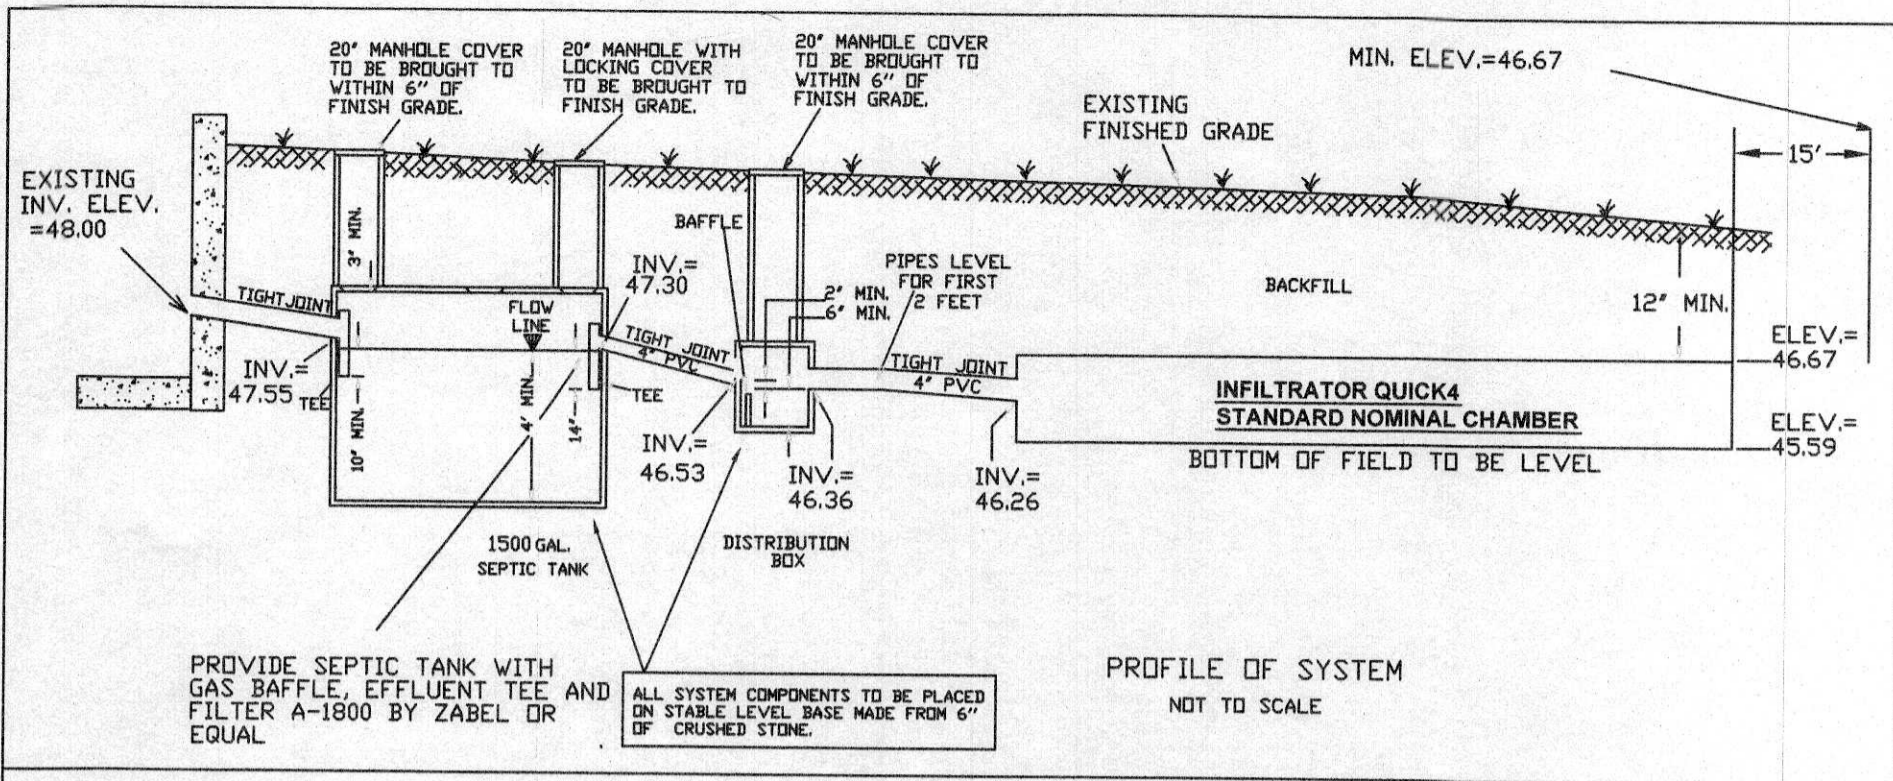 20" MANHOLE COVER
TO BE BROUGHT TO
WITHIN 6" OF
FINISH GRADE.
20" MANHOLE WITH
LOCKING COVER
TO BE BROUGHT TO
FINISH GRADE.
20" MANHOLE COVER
TO BE BROUGHT TO
WITHIN 6" OF
FINISH GRADE.
MIN. ELEV.=46.67
EXISTING
FINISHED GRADE
15'
EXISTING
INV. ELEV.
=48.00
3" MIN.
BAFFLE
INV.=
47.30
PIPES LEVEL
FOR FIRST
2 FEET
BACKFILL
12" MIN.
TIGHT JOINT
FLOW
LINE
2" MIN.
6" MIN.
TIGHT JOINT
4" PVC
TIGHT JOINT
4" PVC
ELEV.=
46.67
INV.=
47.55
TEE
10" MIN.
4' MIN.
14"
TEE
INFILTRATOR QUICK4
STANDARD NOMINAL CHAMBER
ELEV.=
45.59
INV.=
46.53
INV.=
46.36
INV.=
46.26
BOTTOM OF FIELD TO BE LEVEL
1500 GAL.
SEPTIC TANK
DISTRIBUTION
BOX
PROVIDE SEPTIC TANK WITH
GAS BAFFLE, EFFLUENT TEE AND
FILTER A-1800 BY ZABEL OR
EQUAL
ALL SYSTEM COMPONENTS TO BE PLACED
ON STABLE LEVEL BASE MADE FROM 6"
OF CRUSHED STONE.
PROFILE OF SYSTEM
NOT TO SCALE